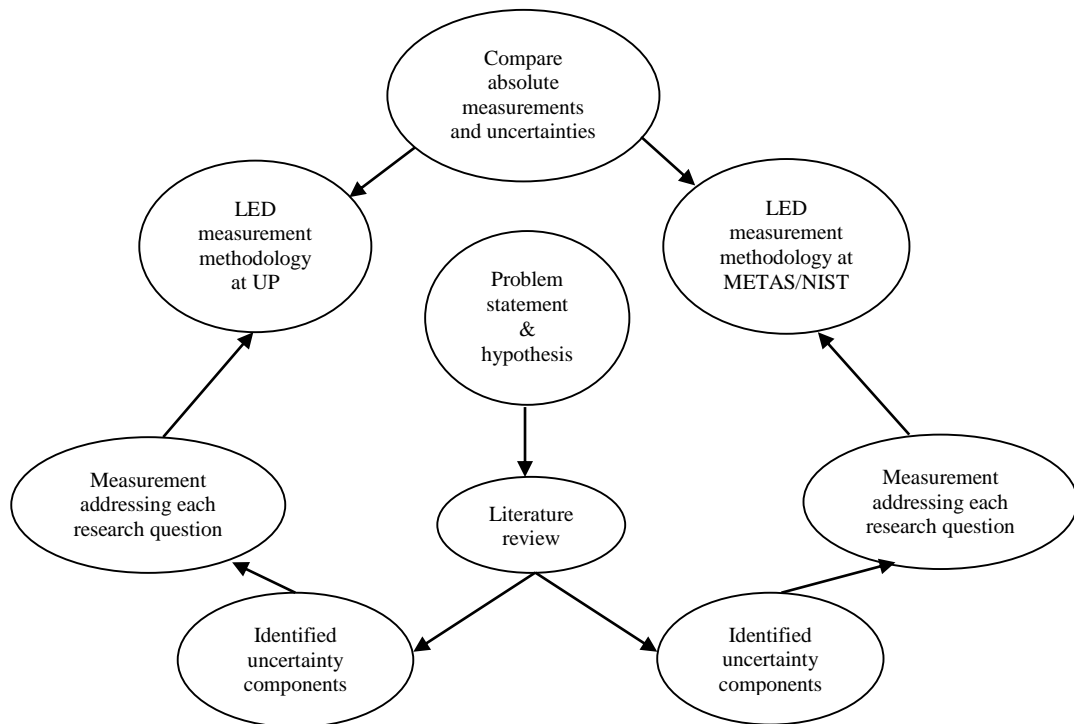 Compare
absolute
measurements
and uncertainties
LED
measurement
methodology
at UP
LED
measurement
methodology at
METAS/NIST
Problem
statement
&
hypothesis
Measurement
addressing each
research question
Literature
review
Measurement
addressing each
research question
Identified
uncertainty
components
Identified
uncertainty
components